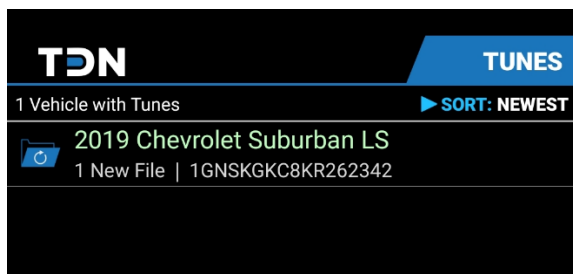 TDN
TUNES
1 Vehicle with Tunes
SORT: NEWEST
2019 Chevrolet Suburban LS
1 New File | 1GNSKGKC8KR262342